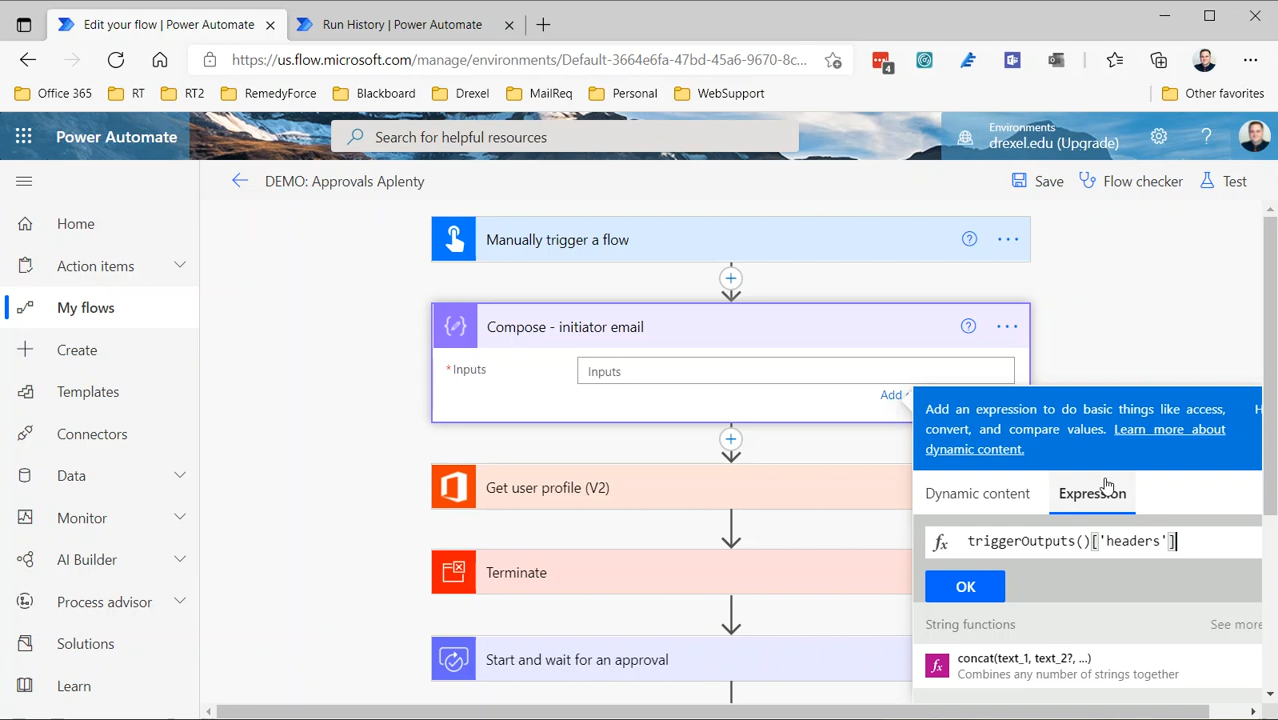 Edit your flow | Power Automate
Run History | Power Automate
https://us.flow.microsoft.com/manage/environments/Default-3664e6fa-47bd-45a6-9670-8c...
4
Office 365
RT
RT2
RemedyForce
Blackboard
Drexel
MailReq
Personal
WebSupport
Other favorites
Power Automate
Search for helpful resources
Environments
drexel.edu (Upgrade)
DEMO: Approvals Aplenty
Save
Flow checker
Test
Home
Action items
My flows
Create
Templates
Connectors
Data
Monitor
AI Builder
Process advisor
Solutions
Learn
Manually trigger a flow
Compose - initiator email
* Inputs
Inputs
Add
Get user profile (V2)
Terminate
Start and wait for an approval
Add an expression to do basic things like access,
convert, and compare values. Learn more about
dynamic content.
H
Dynamic content
Expression
fx triggerOutputs()['headers']
OK
String functions
See more
fx
concat(text_1, text_2?, ...)
Combines any number of strings together